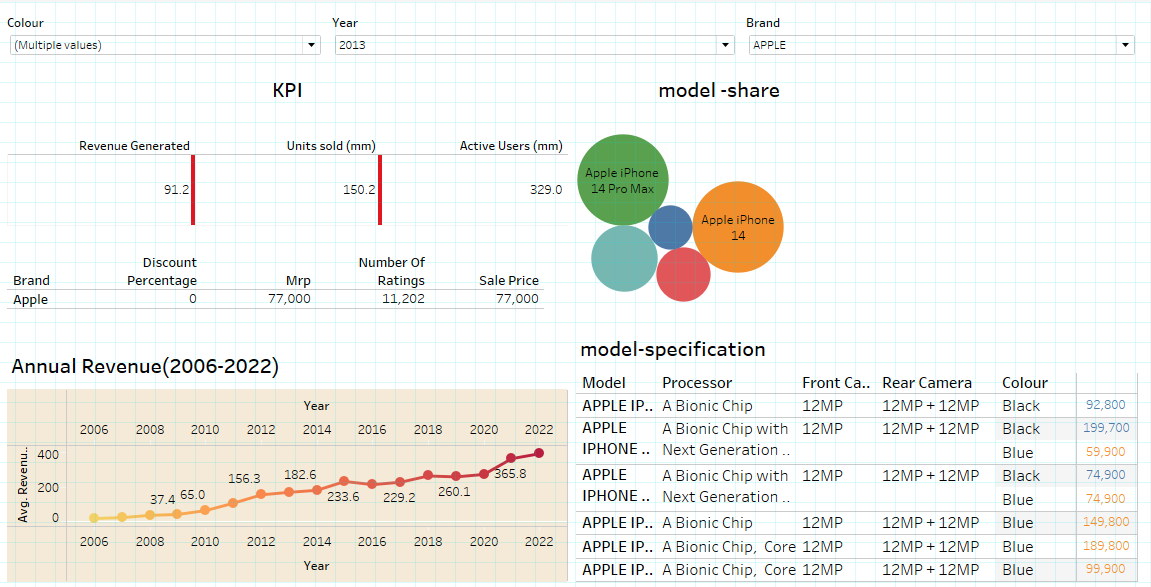 Colour Year Brand
(Multiple values) 2013 APPLE
KPI
Revenue Generated Units sold (mm) Active Users (mm)
91.2 150.2 329.0
Brand Discount Percentage Mrp Number Of Ratings Sale Price
Apple 0 77,000 11,202 77,000
model -share
Apple iPhone
14 Pro Max
Apple iPhone
14
Annual Revenue(2006-2022)
Year
2006 2008 2010 2012 2014 2016 2018 2020 2022
Avg. Revenu..
400
200
0
37.4 65.0 156.3 182.6 233.6 229.2 260.1 365.8
2006 2008 2010 2012 2014 2016 2018 2020 2022
Year
model-specification
Model Processor Front Ca.. Rear Camera Colour
APPLE IP.. A Bionic Chip 12MP 12MP + 12MP Black 92,800
APPLE A Bionic Chip with 12MP 12MP + 12MP Black 199,700
IPHONE .. Next Generation .. Blue 59,900
APPLE A Bionic Chip with 12MP 12MP + 12MP Black 74,900
IPHONE .. Next Generation .. Blue 74,900
APPLE IP.. A Bionic Chip 12MP 12MP + 12MP Blue 149,800
APPLE IP.. A Bionic Chip, Core 12MP 12MP + 12MP Blue 189,800
APPLE IP.. A Bionic Chip, Core 12MP 12MP + 12MP Blue 99,900